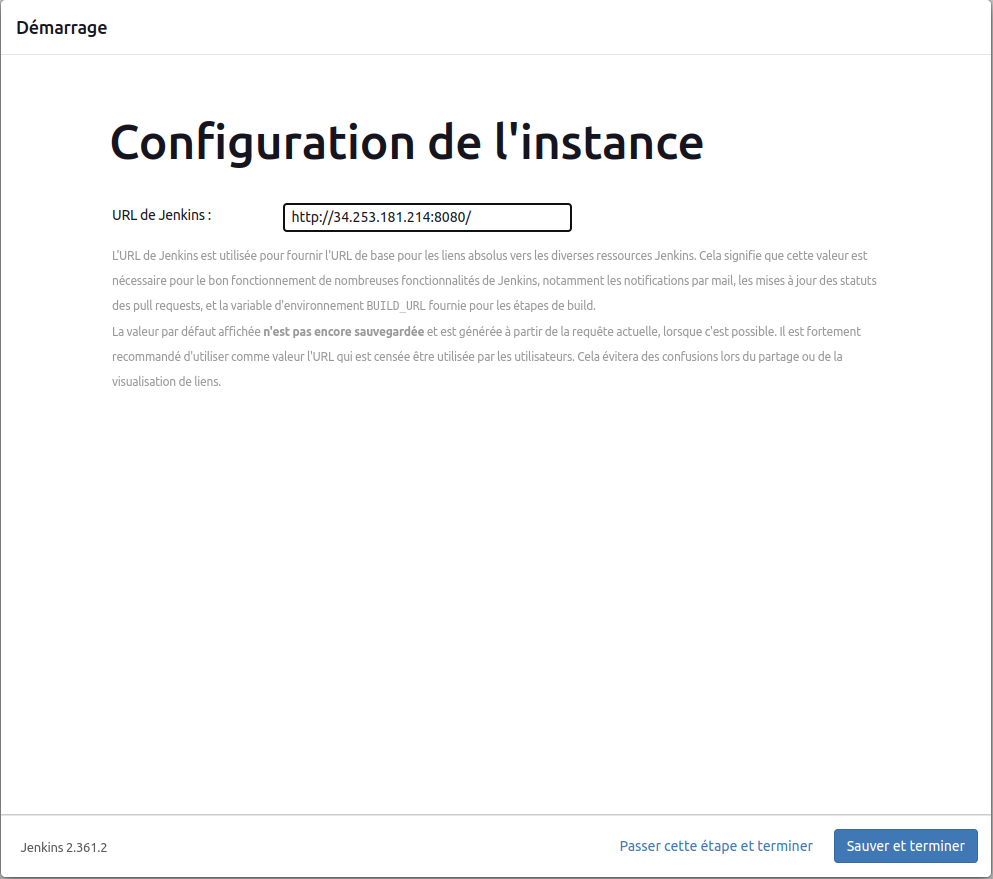 Démarrage
Configuration de l'instance
URL de Jenkins :
http://34.253.181.214:8080/
L'URL de Jenkins est utilisée pour fournir l'URL de base pour les liens absolus vers les diverses ressources Jenkins. Cela signifie que cette valeur est
nécessaire pour le bon fonctionnement de nombreuses fonctionnalités de Jenkins, notamment les notifications par mail, les mises à jour des statuts
des pull requests, et la variable d'environnement BUILD_URL fournie pour les étapes de build.
La valeur par défaut affichée n'est pas encore sauvegardée et est générée à partir de la requête actuelle, lorsque c'est possible. Il est fortement
recommandé d'utiliser comme valeur l'URL qui est censée être utilisée par les utilisateurs. Cela évitera des confusions lors du partage ou de la
visualisation de liens.
Jenkins 2.361.2
Passer cette étape et terminer
Sauver et terminer